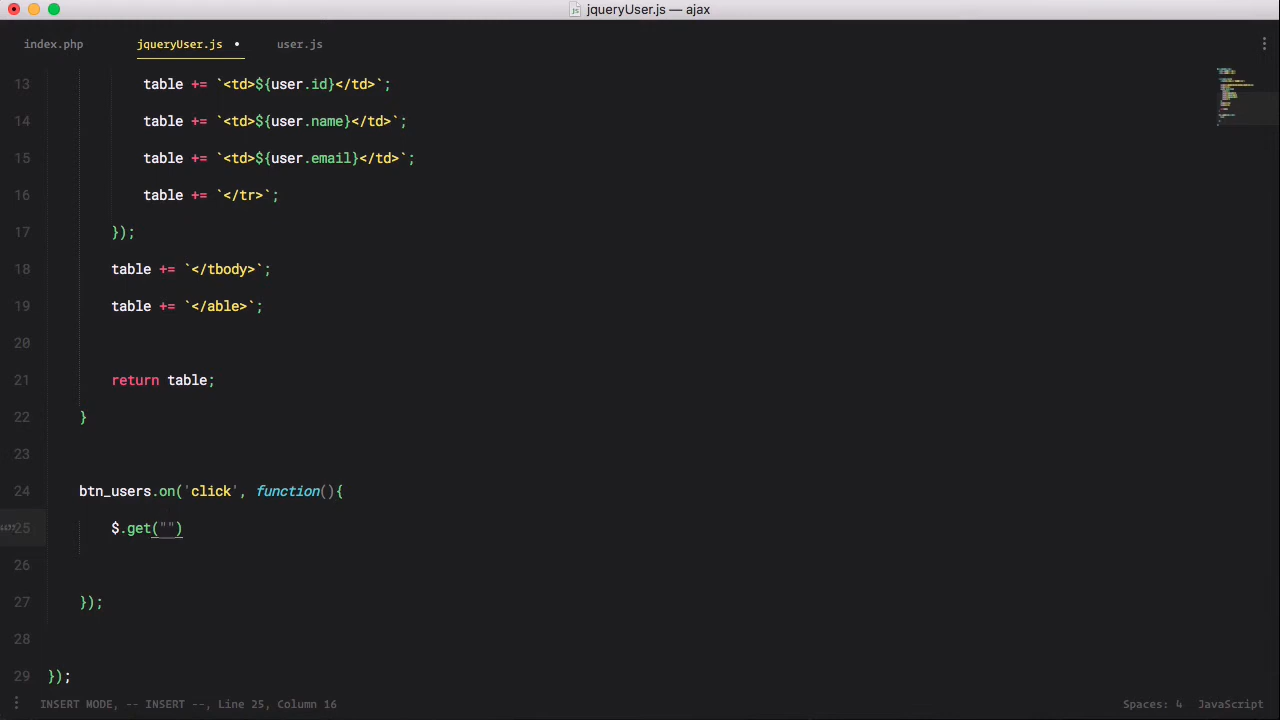 jqueryUser.js — ajax
index.php jqueryUser.js • user.js
13 table += `<td>${user.id}</td>`;
14 table += `<td>${user.name}</td>`;
15 table += `<td>${user.email}</td>`;
16 table += `</tr>`;
17 });
18 table += `</tbody>`;
19 table += `</able>`;
20
21 return table;
22 }
23
24 btn_users.on('click', function(){
25 $.get("")
26
27 });
28
29 });
INSERT MODE, -- INSERT --, Line 25, Column 16 Spaces: 4 JavaScript